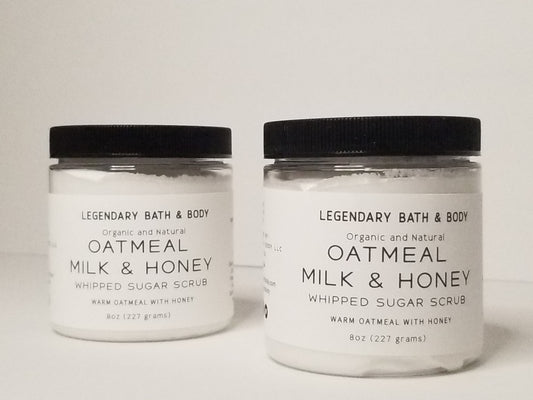 LEGENDARY BATH & BODY
Organic and Natural
OATMEAL
MILK & HONEY
WHIPPED SUGAR SCRUB
WARM OATMEAL WITH HONEY
8oz (227 grams)
LEGENDARY BATH & BODY
Organic and Natural
OATMEAL
MILK & HONEY
WHIPPED SUGAR SCRUB
WARM OATMEAL WITH HONEY
8oz (227 grams)